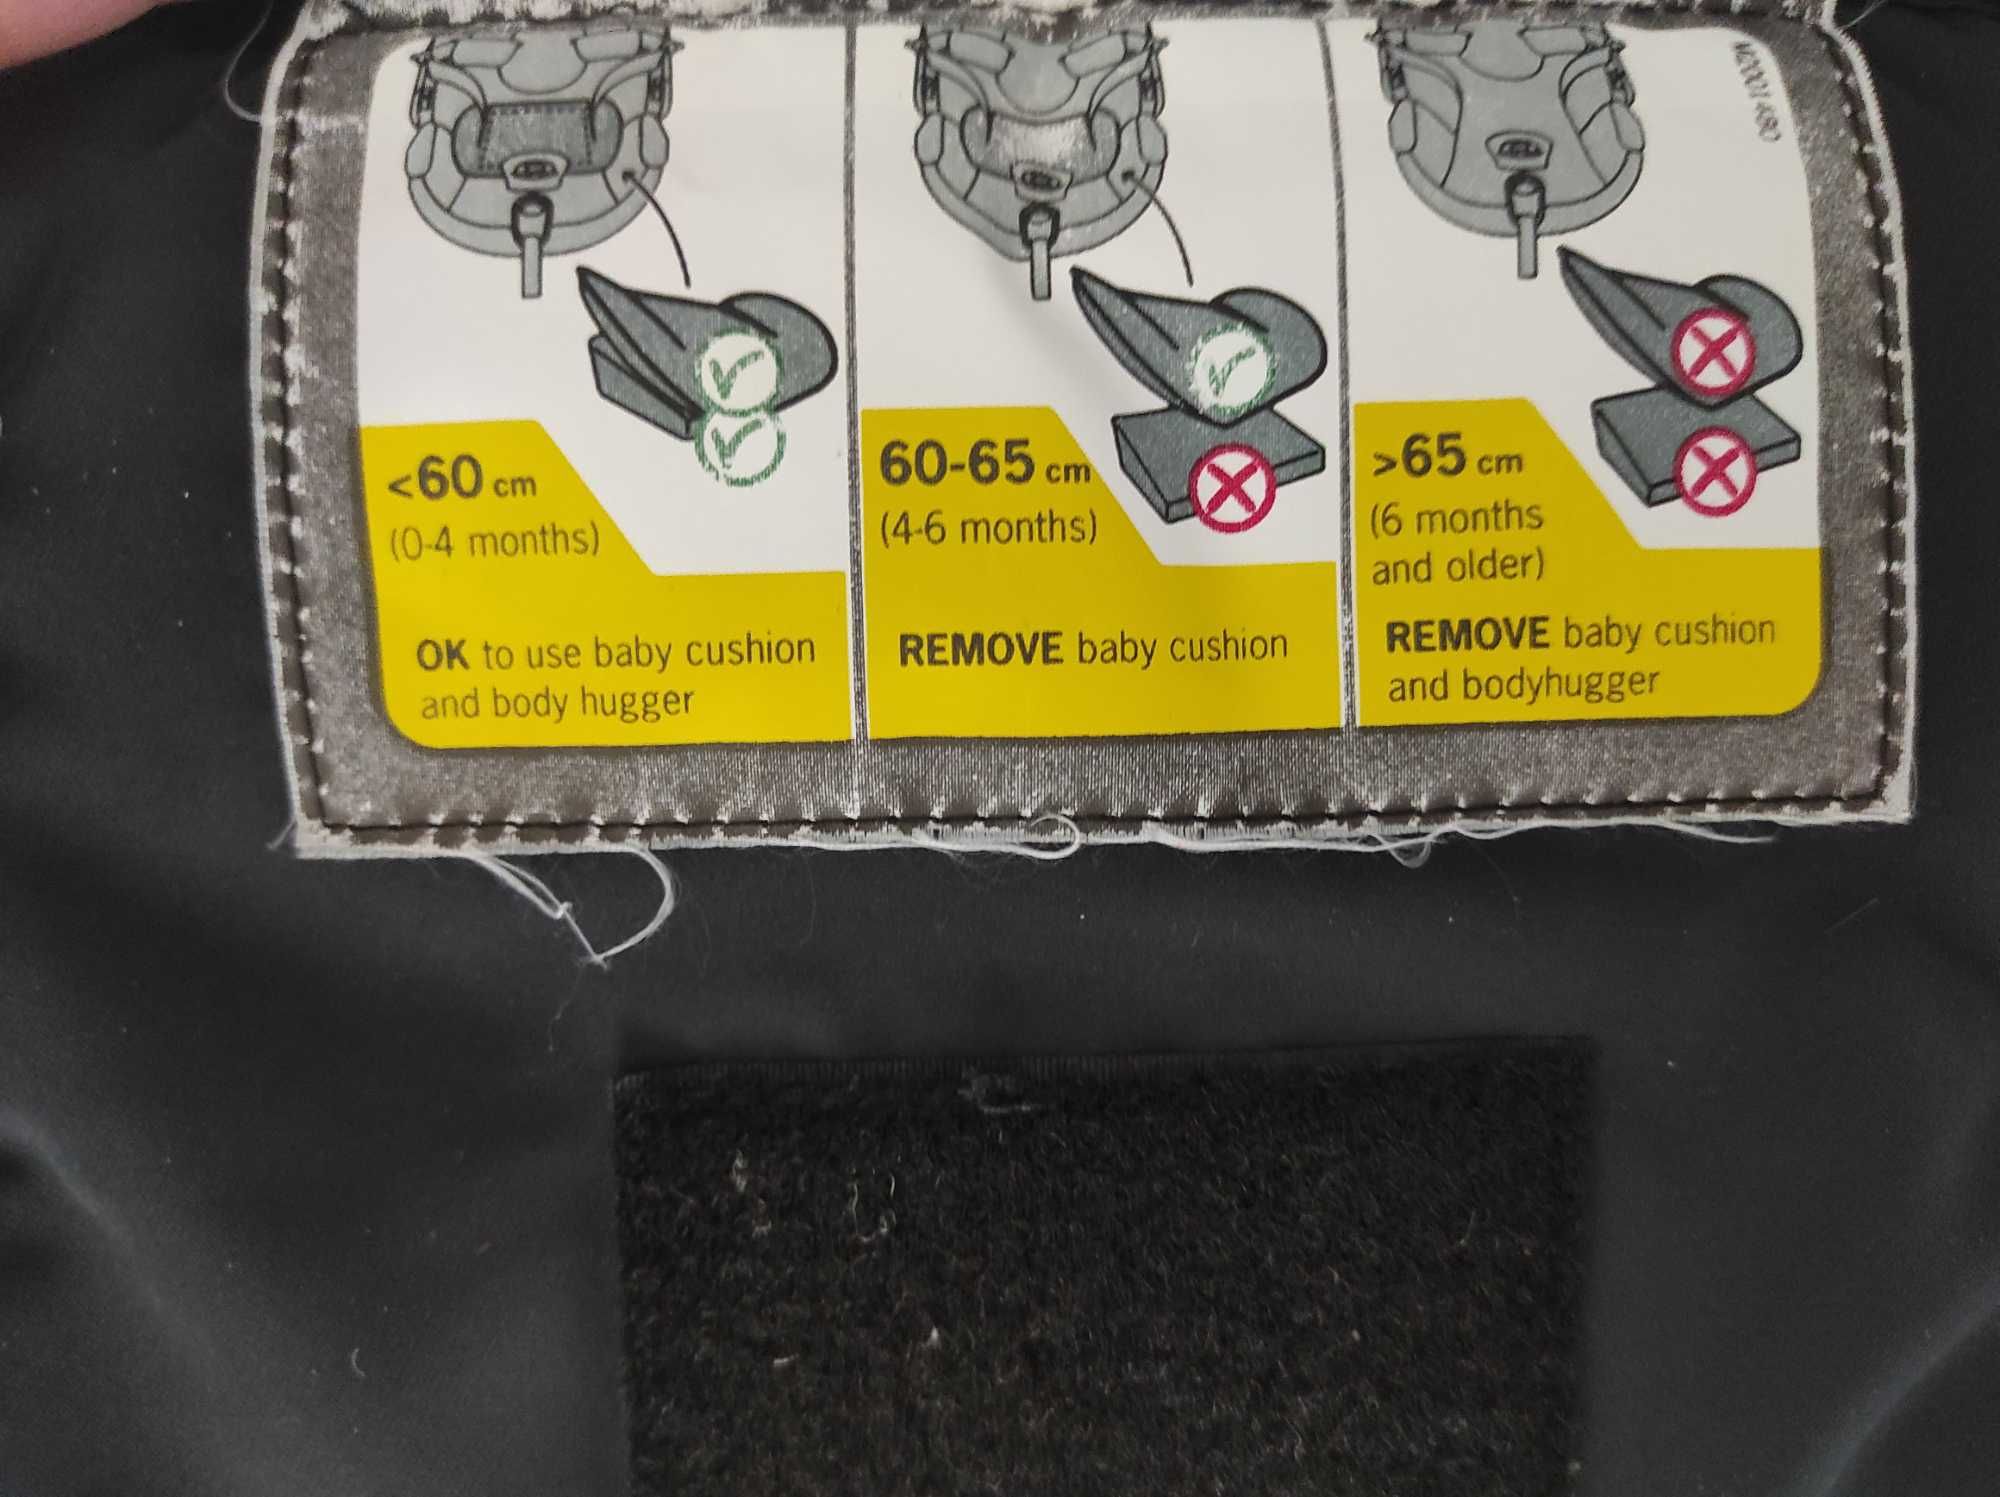 M2001480
<60 cm
(0-4 months)
OK to use baby cushion
and body hugger
60-65 cm
(4-6 months)
REMOVE baby cushion
>65 cm
(6 months
and older)
REMOVE baby cushion
and bodyhugger